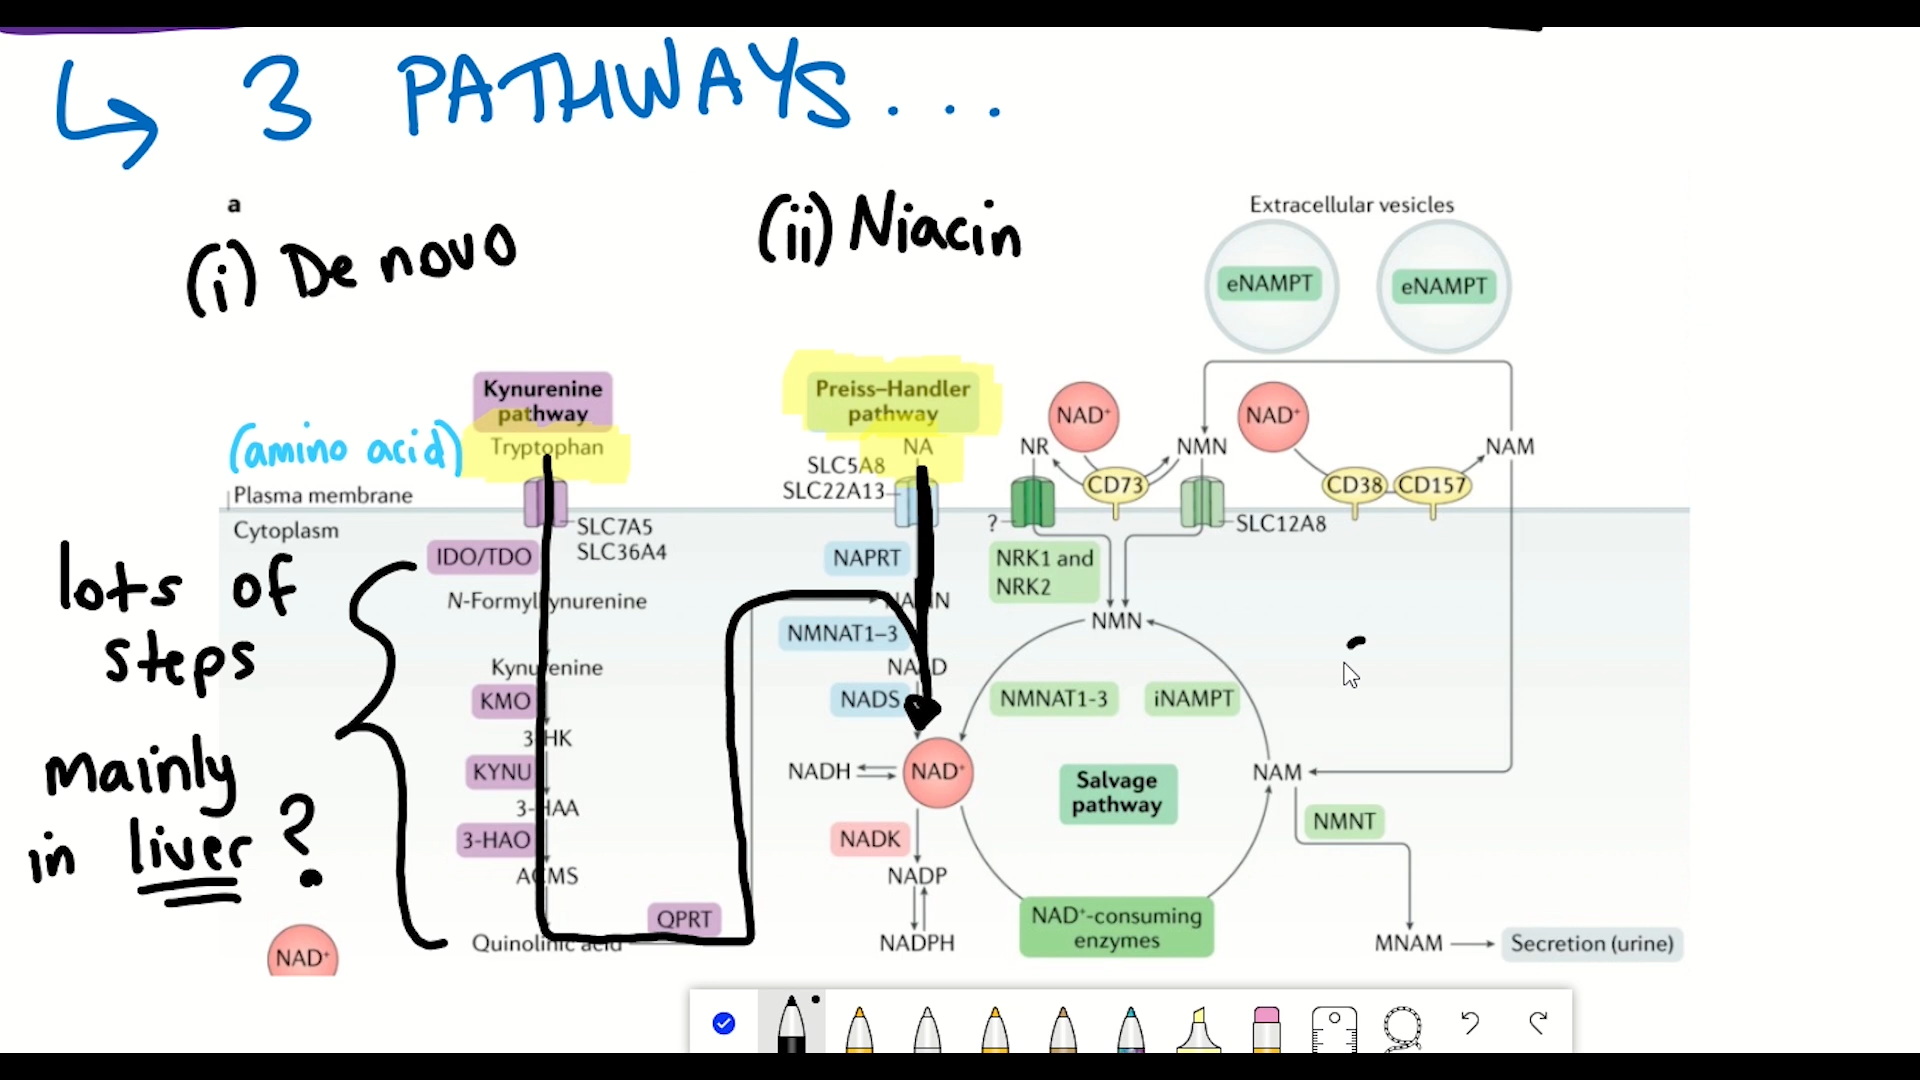 3 PATHWAYS...
a
(i) De novo
(ii) Niacin
Extracellular vesicles
eNAMPT
eNAMPT
Kynurenine
pathway
Tryptophan
(amino acid)
Preiss–Handler
pathway
NA
SLC5A8
SLC22A13
NAD+
NR
NMN
NAD+
NAM
CD73
CD38
CD157
Plasma membrane
Cytoplasm
SLC7A5
SLC36A4
?
SLC12A8
lots of
steps
mainly
in liver ?
IDO/TDO
N-Formylkynurenine
Kynurenine
KMO
3-HK
KYNU
3-HAA
3-HAO
ACMS
QPRT
Quinolinic acid
NAD+
NAPRT
NMNAT1–3
NADS
NADH
NAD+
NADK
NADP
NADPH
NRK1 and
NRK2
NMN
NMNAT1-3
iNAMPT
Salvage
pathway
NAM
NMNT
NAD+-consuming
enzymes
MNAM
Secretion (urine)